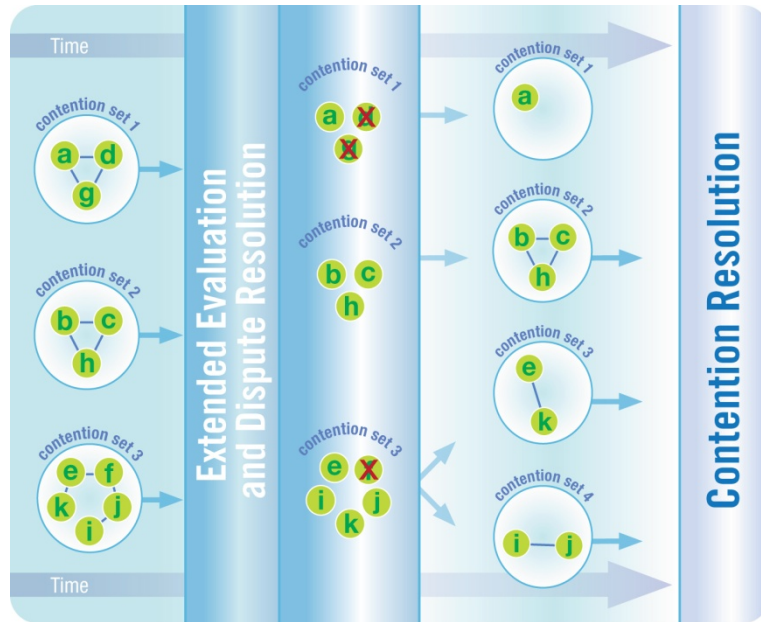 Time
contention set 1
a d
g
contention set 2
b c
h
contention set 3
e f
k j
i
Time
Extended Evaluation
and Dispute Resolution
contention set 1
a
contention set 2
b c
h
contention set 3
e
i j
k
contention set 1
a
contention set 2
b c
h
contention set 3
e
k
contention set 4
i j
Contention Resolution